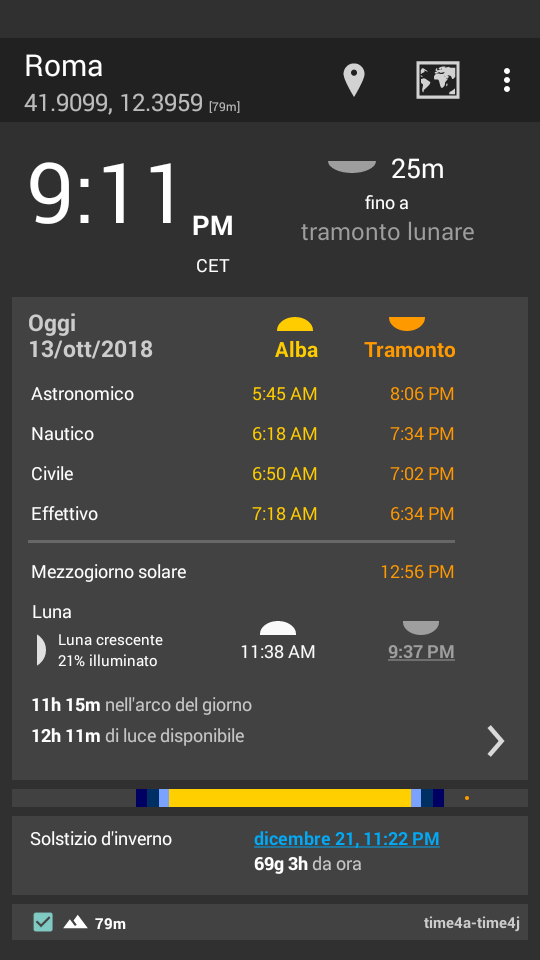 Roma
41.9099, 12.3959 [79m]
9:11 PM
CET
25m
fino a
tramonto lunare
Oggi
13/ott/2018
Alba Tramonto
Astronomico 5:45 AM 8:06 PM
Nautico 6:18 AM 7:34 PM
Civile 6:50 AM 7:02 PM
Effettivo 7:18 AM 6:34 PM
Mezzogiorno solare 12:56 PM
Luna
Luna crescente
21% illuminato
11:38 AM 9:37 PM
11h 15m nell'arco del giorno
12h 11m di luce disponibile
Solstizio d'inverno dicembre 21, 11:22 PM
69g 3h da ora
79m time4a-time4j